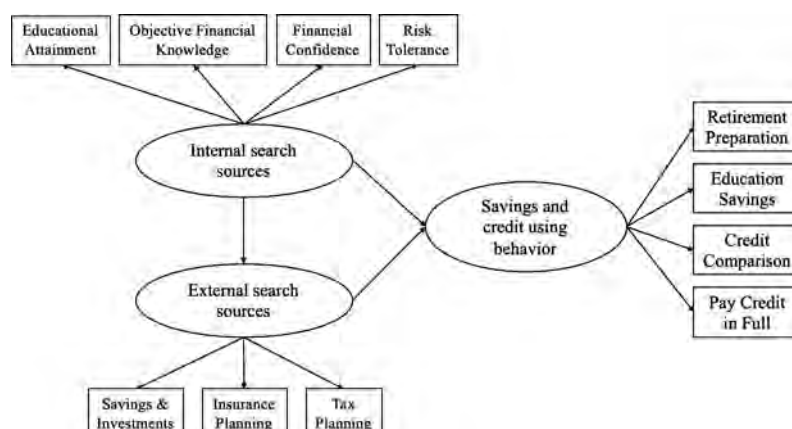 Educational
Attainment
Objective Financial
Knowledge
Financial
Confidence
Risk
Tolerance
Internal search
sources
External search
sources
Savings and
credit using
behavior
Retirement
Preparation
Education
Savings
Credit
Comparison
Pay Credit
in Full
Savings &
Investments
Insurance
Planning
Tax
Planning